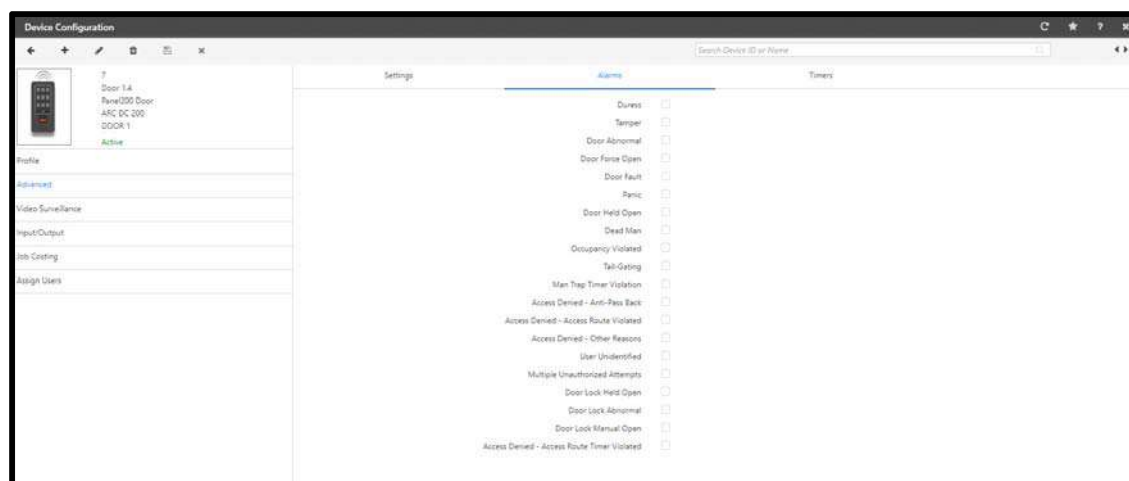 Device Configuration
Search Device ID or Name
7
Door 1.4
Panel200 Door
ARC DC 200
DOOR 1
Active
Profile
Advanced
Video Surveillance
Input/Output
Job Costing
Assign Users
Settings
Alarms
Timers
Duress
Tamper
Door Abnormal
Door Force Open
Door Fault
Panic
Door Held Open
Dead Man
Occupancy Violated
Tail-Gating
Man Trap Timer Violation
Access Denied - Anti-Pass Back
Access Denied - Access Route Violated
Access Denied - Other Reasons
User Unidentified
Multiple Unauthorized Attempts
Door Lock Held Open
Door Lock Abnormal
Door Lock Manual Open
Access Denied - Access Route Timer Violated